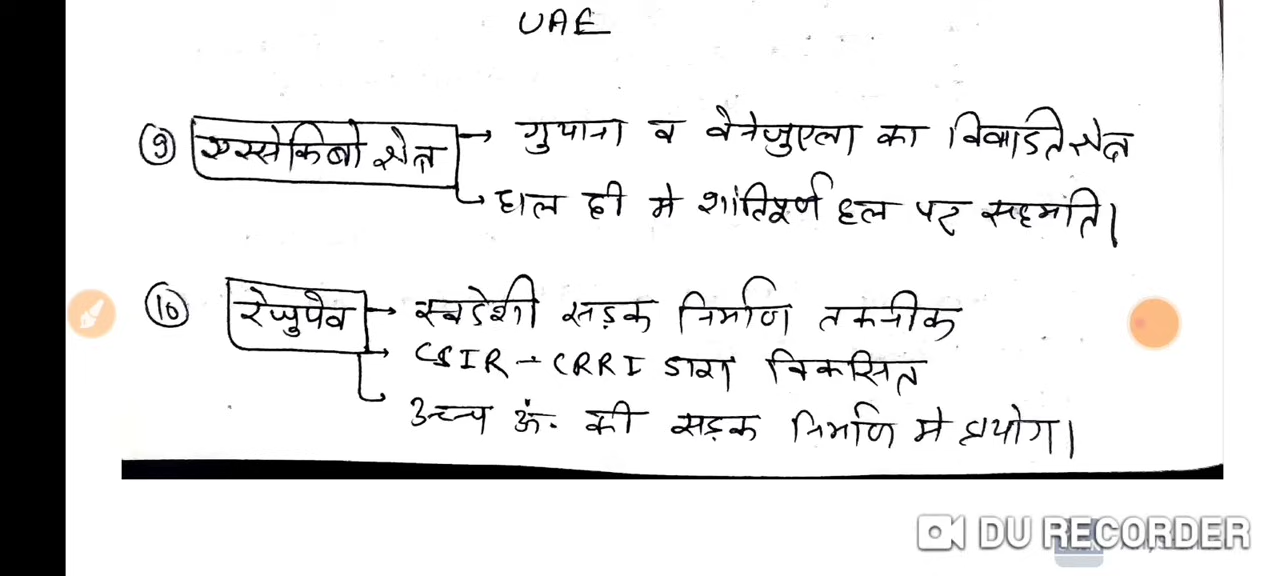 UAE
⑨ एस्सेकिबो क्षेत्र → गुयाना व वेनेजुएला का विवादित क्षेत्र
हाल ही मे शांतिपूर्ण हल पर सहमति।
⑩ रेजुपेव → स्वदेशी सड़क निर्माण तकनीक
CSIR - CRRI द्वारा विकसित
उच्च ऊं. की सड़क निर्माण मे प्रयोग।
DU RECORDER